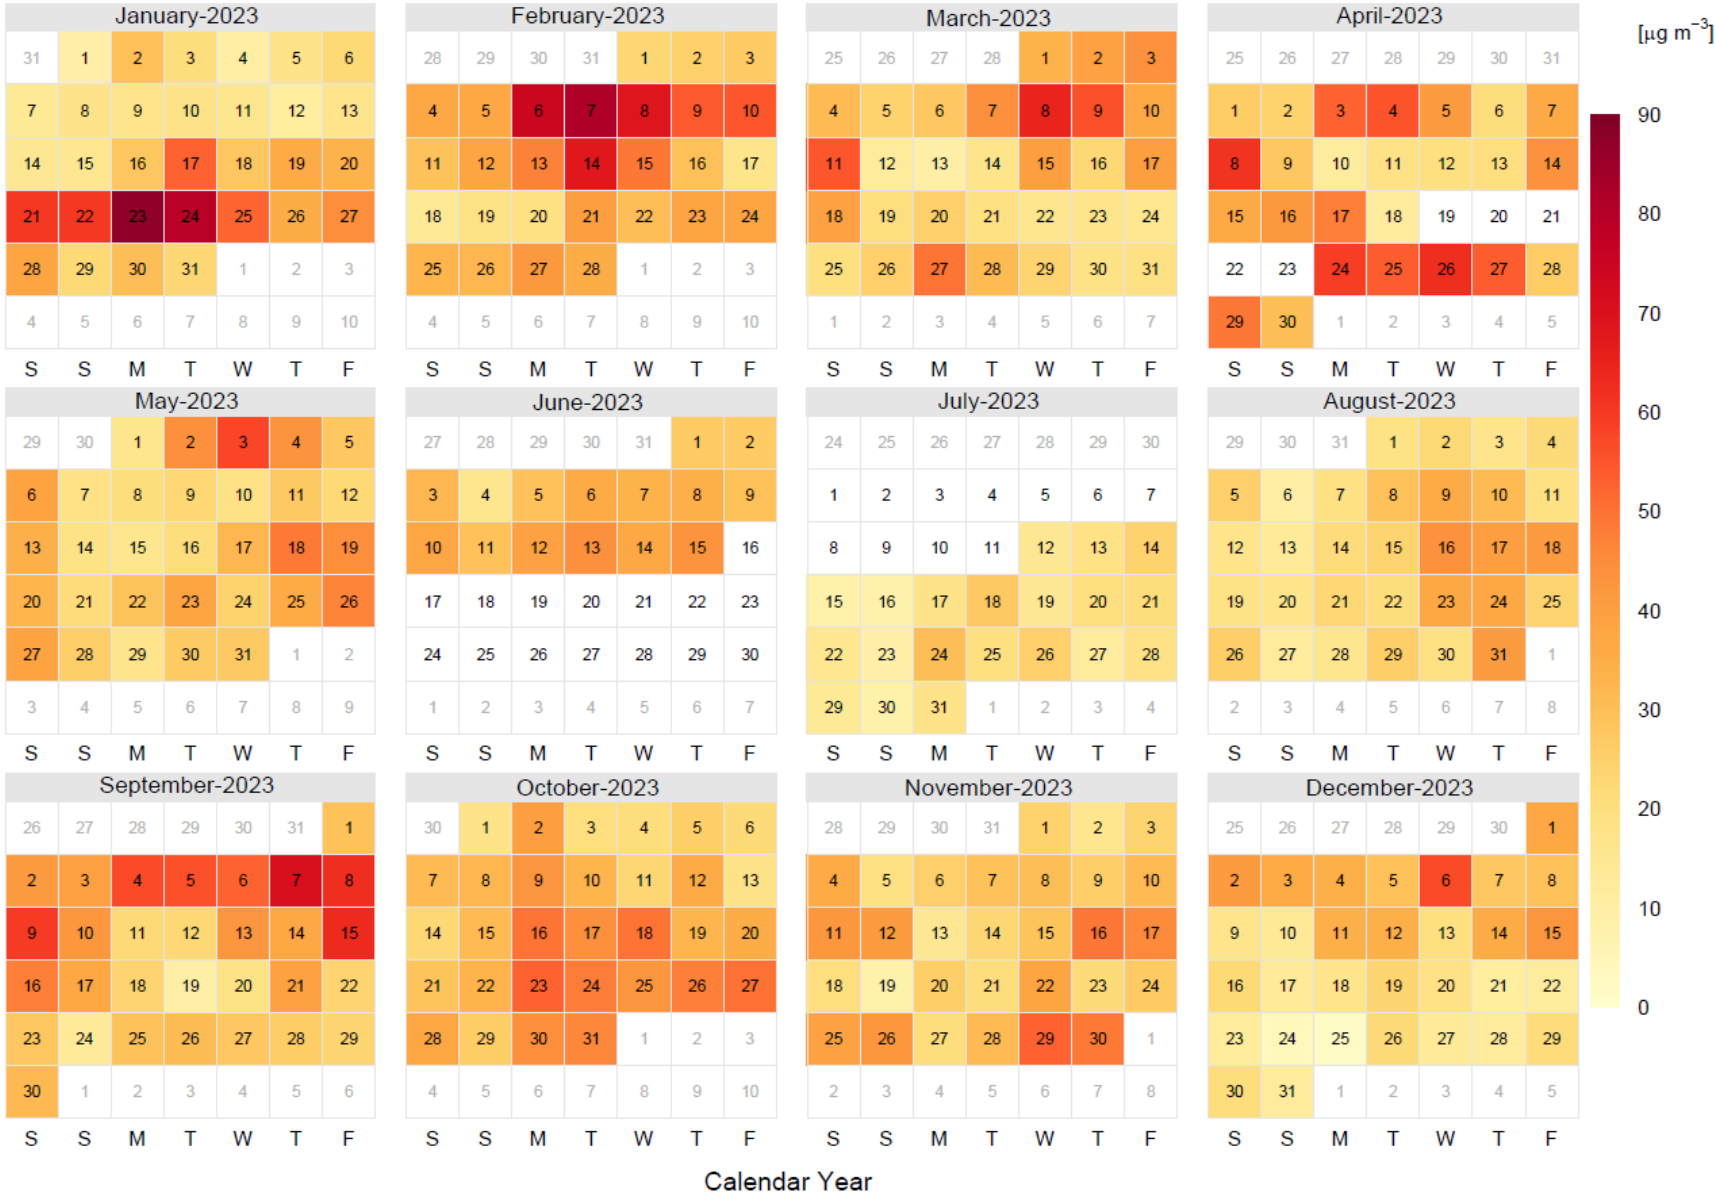 January-2023 February-2023 March-2023 April-2023 [µg m−3]
31 1 2 3 4 5 6 28 29 30 31 1 2 3 25 26 27 28 1 2 3 25 26 27 28 29 30 31
7 8 9 10 11 12 13 4 5 6 7 8 9 10 4 5 6 7 8 9 10 1 2 3 4 5 6 7 90
14 15 16 17 18 19 20 11 12 13 14 15 16 17 11 12 13 14 15 16 17 8 9 10 11 12 13 14
21 22 23 24 25 26 27 18 19 20 21 22 23 24 18 19 20 21 22 23 24 15 16 17 18 19 20 21 80
28 29 30 31 1 2 3 25 26 27 28 1 2 3 25 26 27 28 29 30 31 22 23 24 25 26 27 28
4 5 6 7 8 9 10 4 5 6 7 8 9 10 1 2 3 4 5 6 7 29 30 1 2 3 4 5 70
S S M T W T F S S M T W T F S S M T W T F S S M T W T F
May-2023 June-2023 July-2023 August-2023 60
29 30 1 2 3 4 5 27 28 29 30 31 1 2 24 25 26 27 28 29 30 29 30 31 1 2 3 4
6 7 8 9 10 11 12 3 4 5 6 7 8 9 1 2 3 4 5 6 7 5 6 7 8 9 10 11 50
13 14 15 16 17 18 19 10 11 12 13 14 15 16 8 9 10 11 12 13 14 12 13 14 15 16 17 18
20 21 22 23 24 25 26 17 18 19 20 21 22 23 15 16 17 18 19 20 21 19 20 21 22 23 24 25 40
27 28 29 30 31 1 2 24 25 26 27 28 29 30 22 23 24 25 26 27 28 26 27 28 29 30 31 1
3 4 5 6 7 8 9 1 2 3 4 5 6 7 29 30 31 1 2 3 4 2 3 4 5 6 7 8 30
S S M T W T F S S M T W T F S S M T W T F S S M T W T F
September-2023 October-2023 November-2023 December-2023
26 27 28 29 30 31 1 30 1 2 3 4 5 6 28 29 30 31 1 2 3 25 26 27 28 29 30 1 20
2 3 4 5 6 7 8 7 8 9 10 11 12 13 4 5 6 7 8 9 10 2 3 4 5 6 7 8
9 10 11 12 13 14 15 14 15 16 17 18 19 20 11 12 13 14 15 16 17 9 10 11 12 13 14 15 10
16 17 18 19 20 21 22 21 22 23 24 25 26 27 18 19 20 21 22 23 24 16 17 18 19 20 21 22 0
23 24 25 26 27 28 29 28 29 30 31 1 2 3 25 26 27 28 29 30 1 23 24 25 26 27 28 29
30 1 2 3 4 5 6 4 5 6 7 8 9 10 2 3 4 5 6 7 8 30 31 1 2 3 4 5
S S M T W T F S S M T W T F S S M T W T F S S M T W T F
Calendar Year